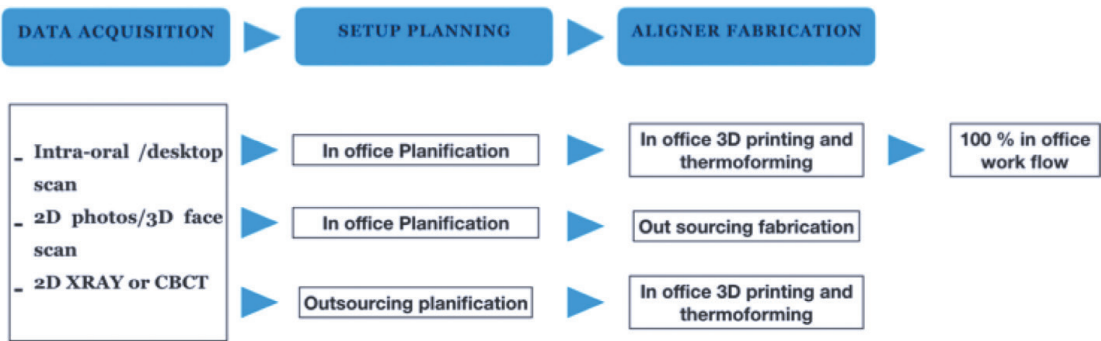 DATA ACQUISITION
SETUP PLANNING
ALIGNER FABRICATION
- Intra-oral /desktop
scan
- 2D photos/3D face
scan
- 2D XRAY or CBCT
In office Planification
In office 3D printing and
thermoforming
100 % in office
work flow
In office Planification
Out sourcing fabrication
Outsourcing planification
In office 3D printing and
thermoforming